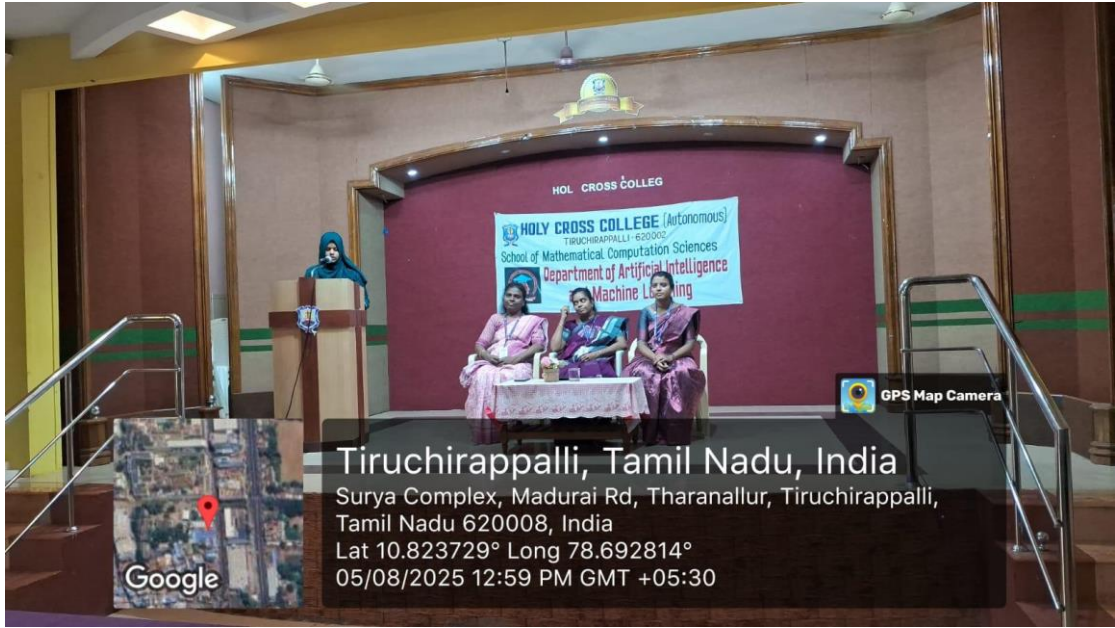 HOL CROSS COLLEG
HOLY CROSS COLLEGE (Autonomous)
TIRUCHIRAPPALLI-620002
School of Mathematical Computation Sciences
Department of Artificial Intelligence
Machine Learning
GPS Map Camera
Tiruchirappalli, Tamil Nadu, India
Surya Complex, Madurai Rd, Tharanallur, Tiruchirappalli,
Tamil Nadu 620008, India
Lat 10.823729° Long 78.692814°
05/08/2025 12:59 PM GMT +05:30
Google